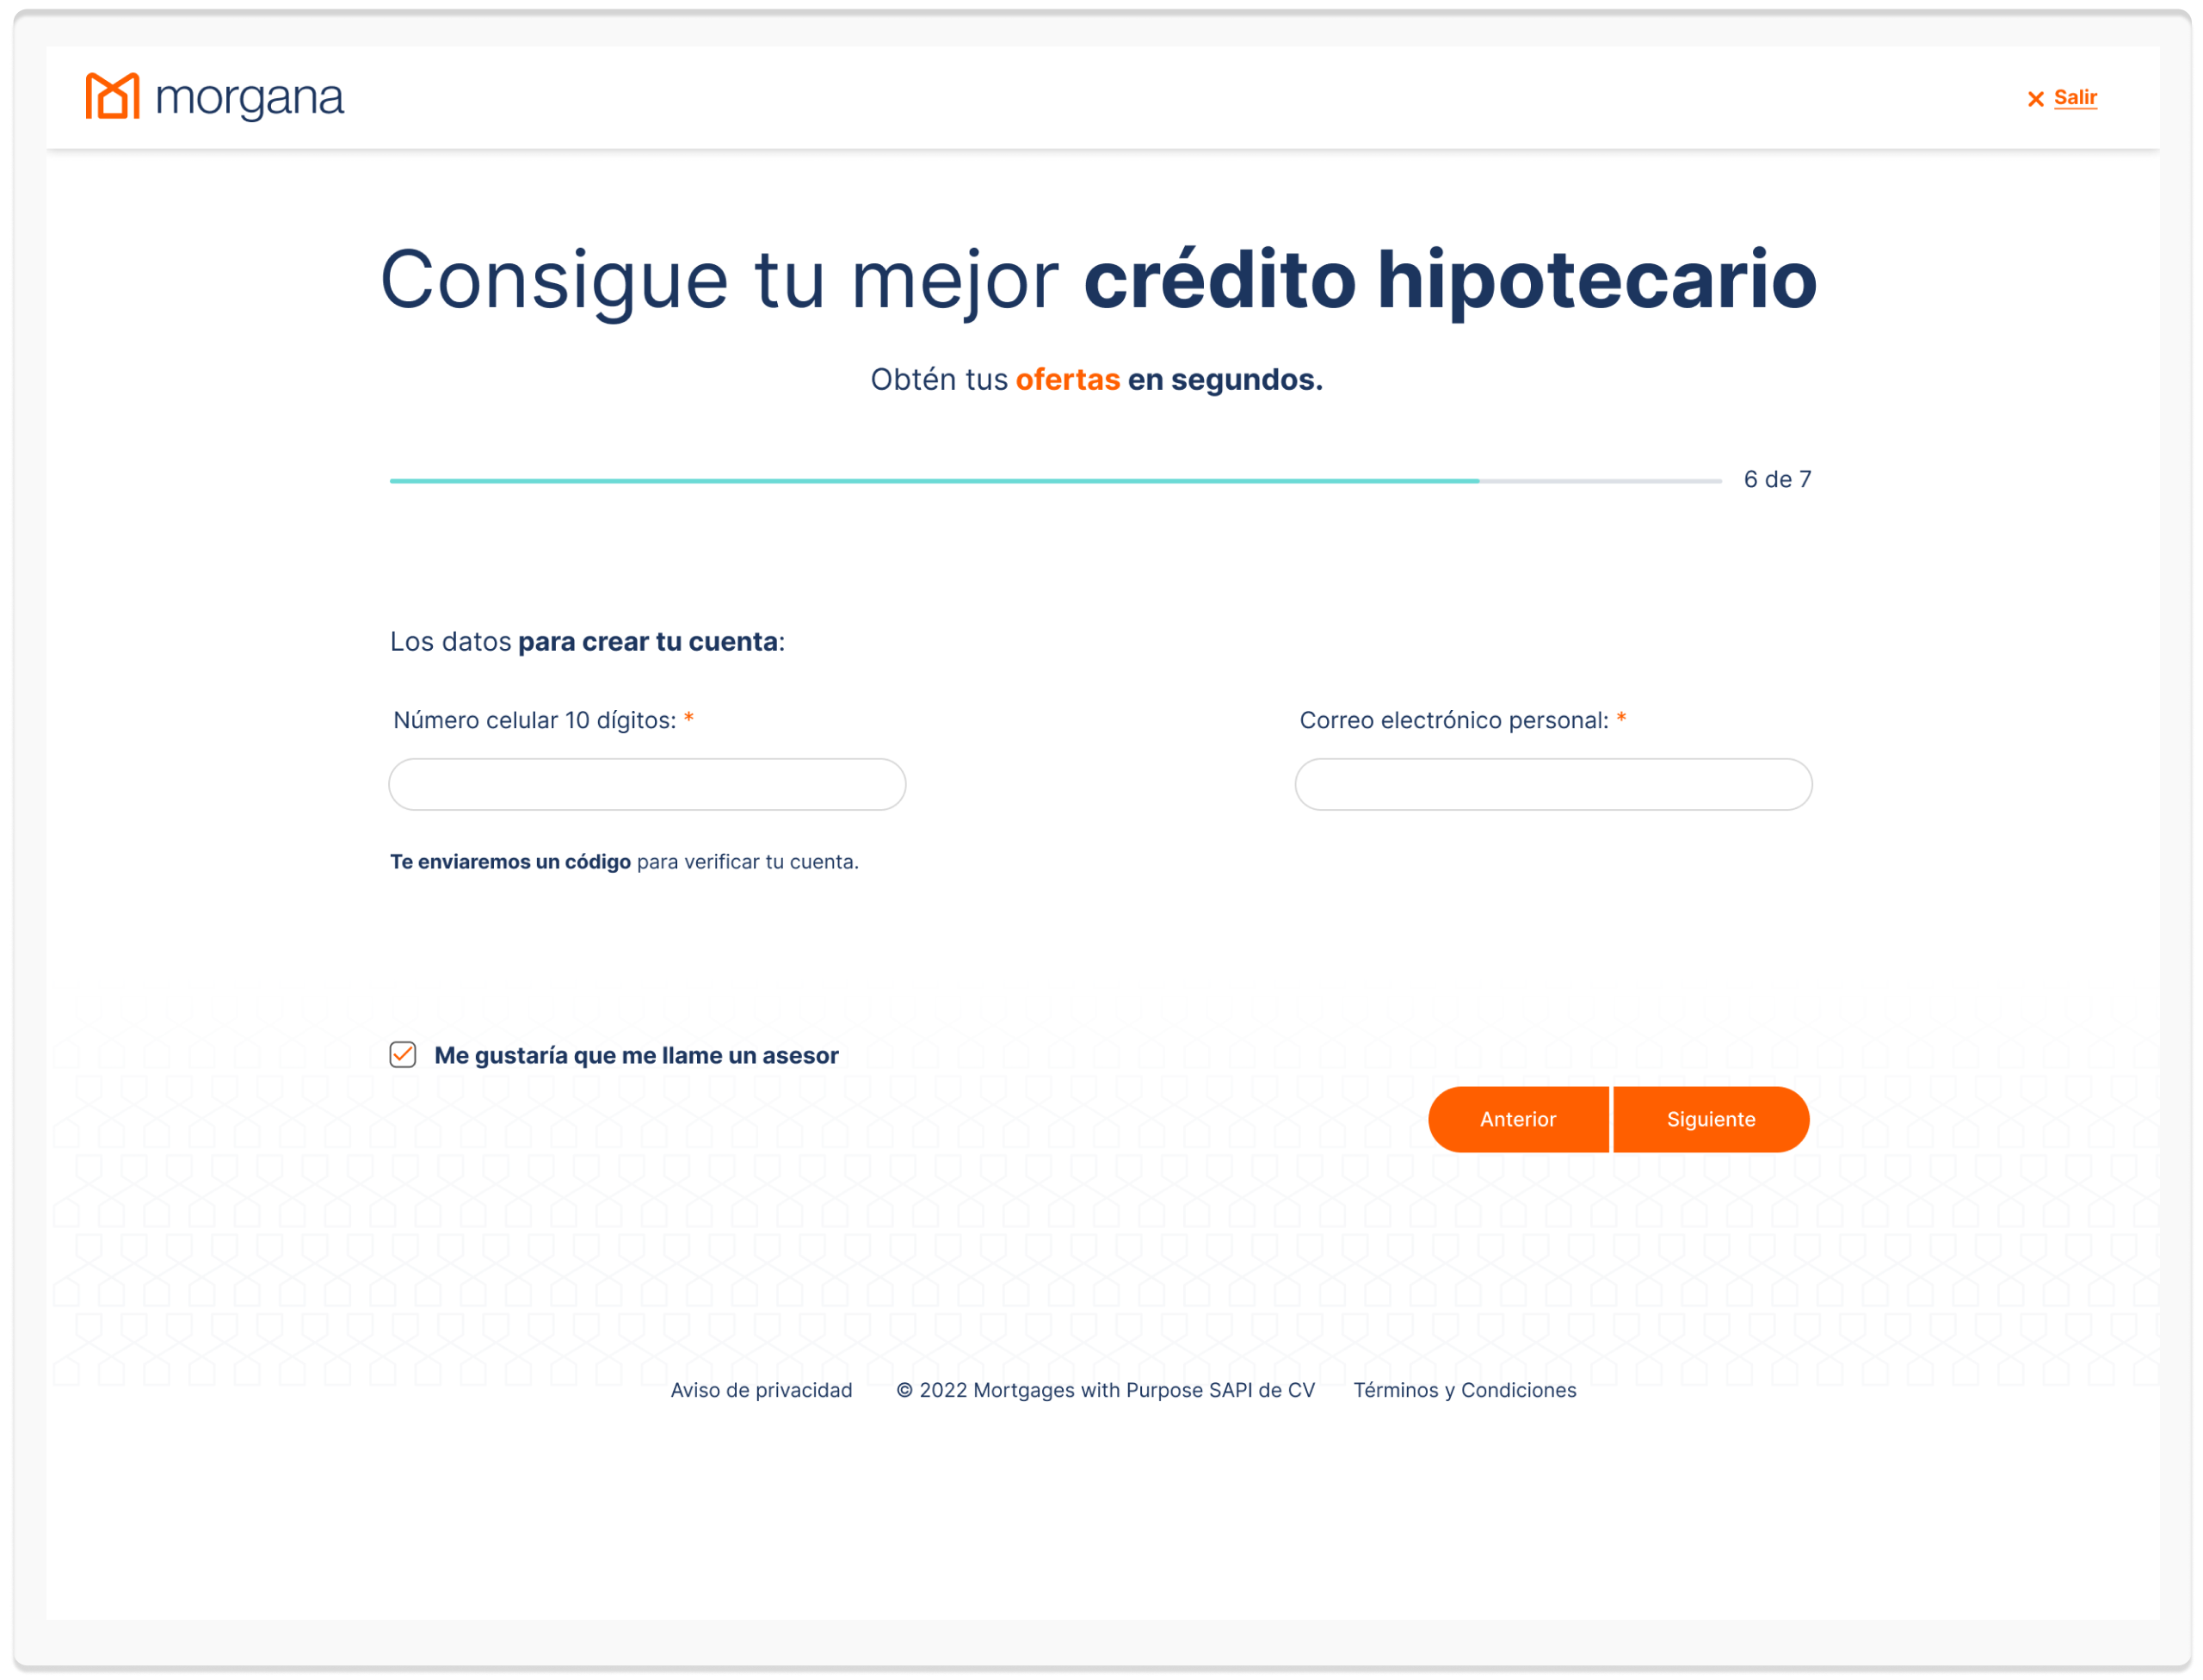 morgana
Salir
Consigue tu mejor crédito hipotecario
Obtén tus ofertas en segundos.
6 de 7
Los datos para crear tu cuenta:
Número celular 10 dígitos: *
Correo electrónico personal: *
Te enviaremos un código para verificar tu cuenta.
Me gustaría que me llame un asesor
Anterior
Siguiente
Aviso de privacidad
© 2022 Mortgages with Purpose SAPI de CV
Términos y Condiciones